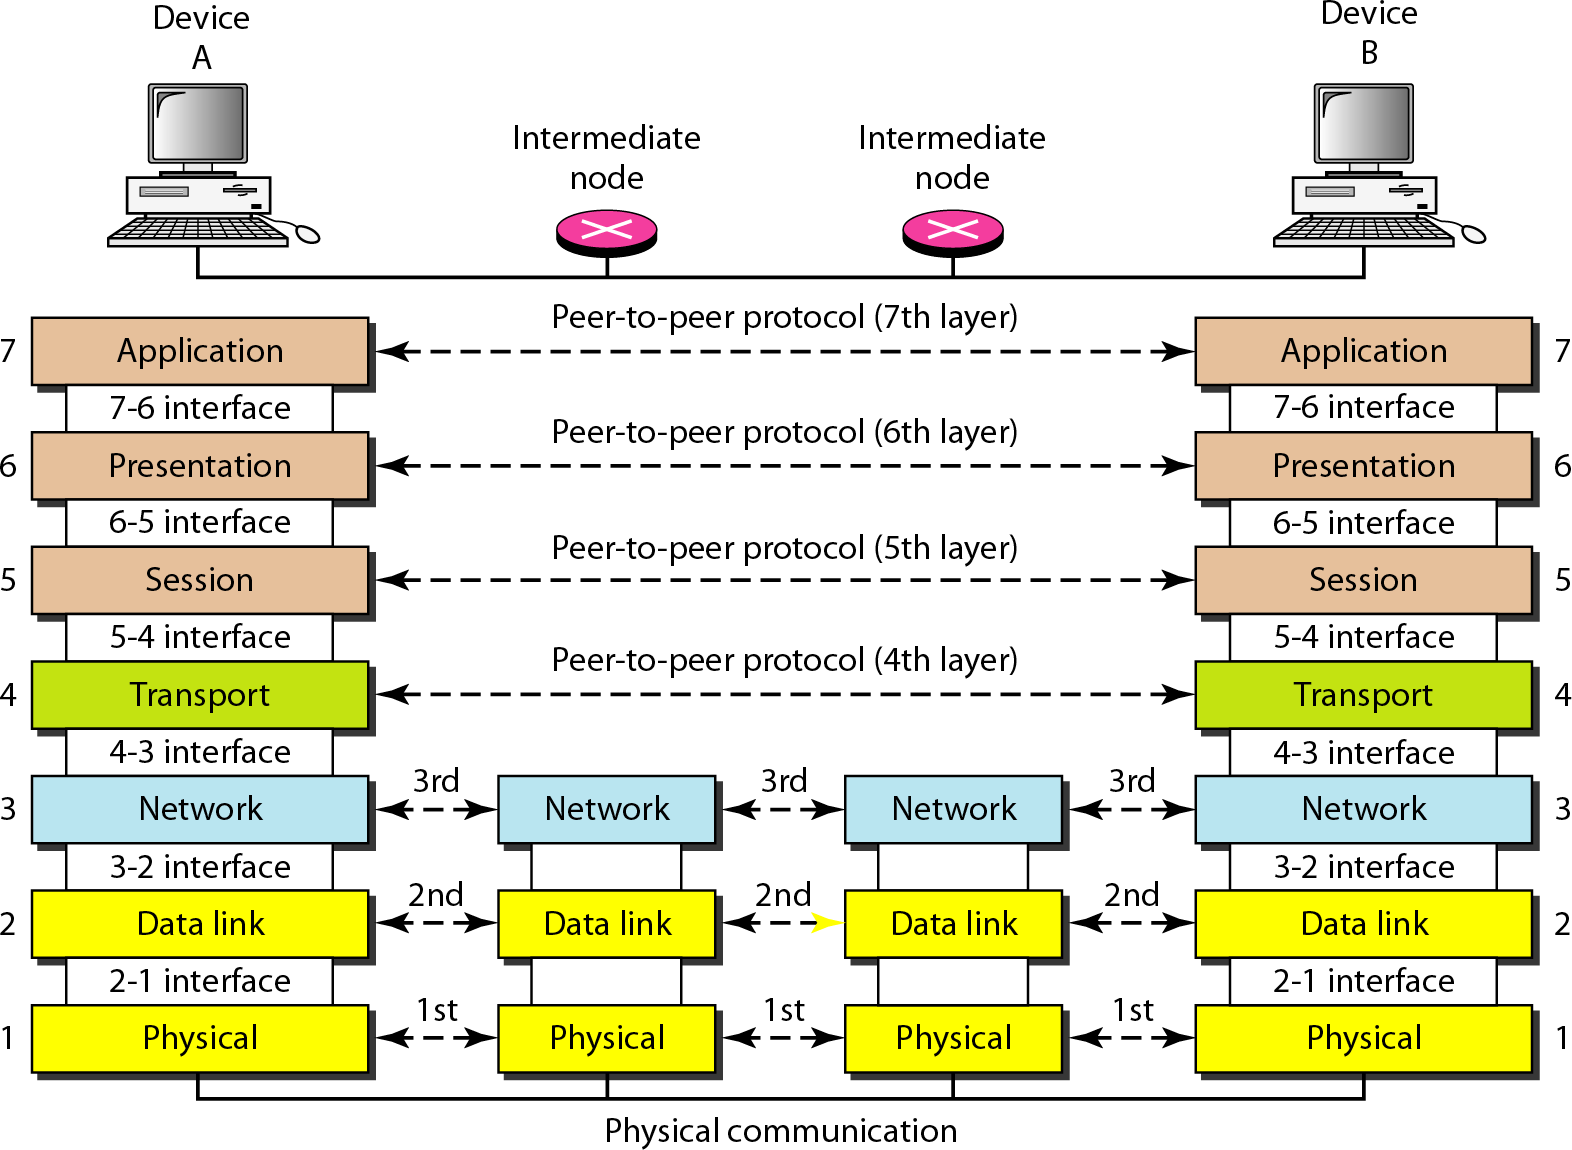 Device
A
Device
B
Intermediate
node
Intermediate
node
Peer-to-peer protocol (7th layer)
7 Application Application 7
7-6 interface 7-6 interface
Peer-to-peer protocol (6th layer)
6 Presentation Presentation 6
6-5 interface 6-5 interface
Peer-to-peer protocol (5th layer)
5 Session Session 5
5-4 interface 5-4 interface
Peer-to-peer protocol (4th layer)
4 Transport Transport 4
4-3 interface 4-3 interface
3rd 3rd 3rd
3 Network Network Network Network 3
3-2 interface 3-2 interface
2nd 2nd 2nd
2 Data link Data link Data link Data link 2
2-1 interface 2-1 interface
1st 1st 1st
1 Physical Physical Physical Physical 1
Physical communication